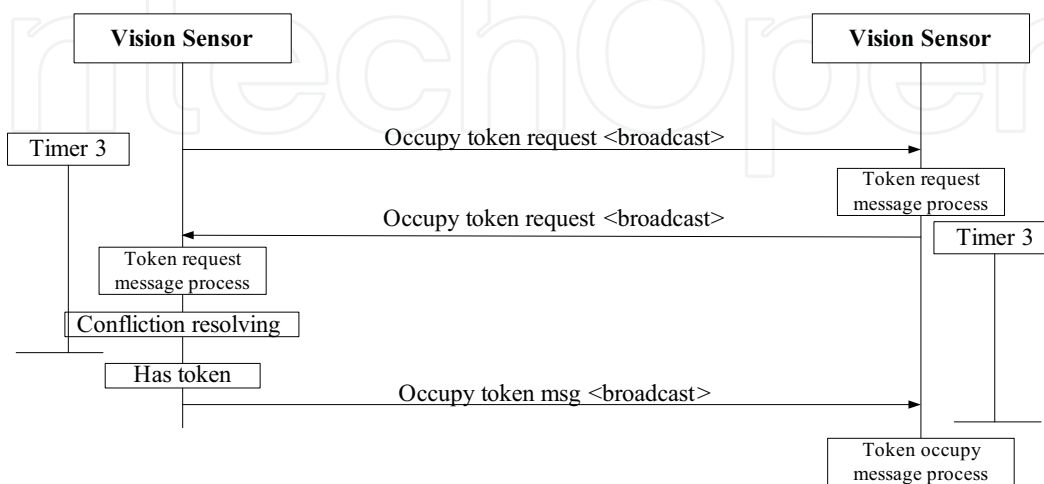 ntechOpen
Vision Sensor
Vision Sensor
Timer 3
Occupy token request <broadcast>
Token request
message process
Occupy token request <broadcast>
Timer 3
Token request
message process
Confliction resolving
Has token
Occupy token msg <broadcast>
Token occupy
message process